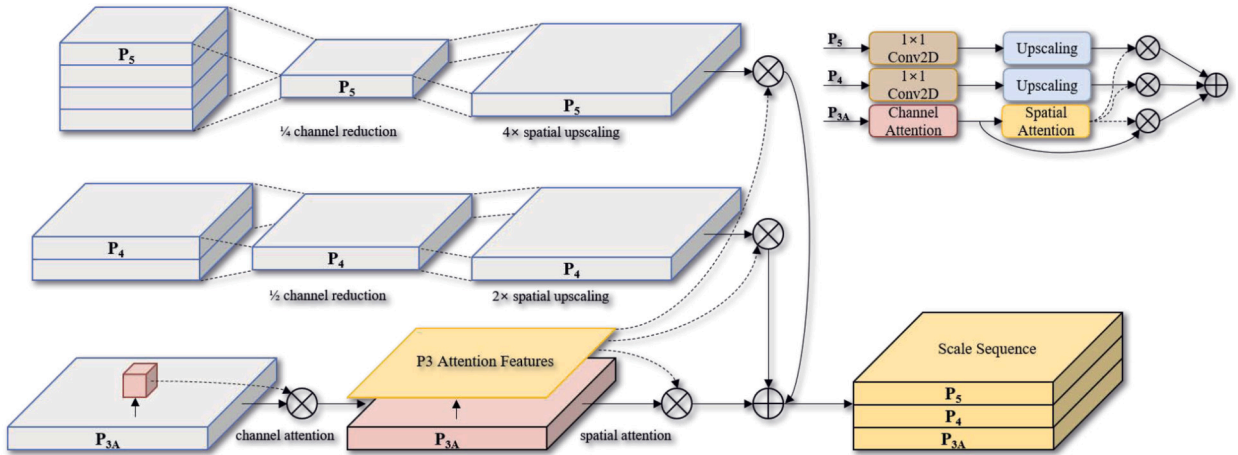 P5
P5
P5
¼ channel reduction
4× spatial upscaling
P5
1×1
Conv2D
Upscaling
P4
1×1
Conv2D
Upscaling
P3A
Channel
Attention
Spatial
Attention
P4
P4
P4
½ channel reduction
2× spatial upscaling
P3 Attention Features
P3A
channel attention
P3A
spatial attention
Scale Sequence
P5
P4
P3A